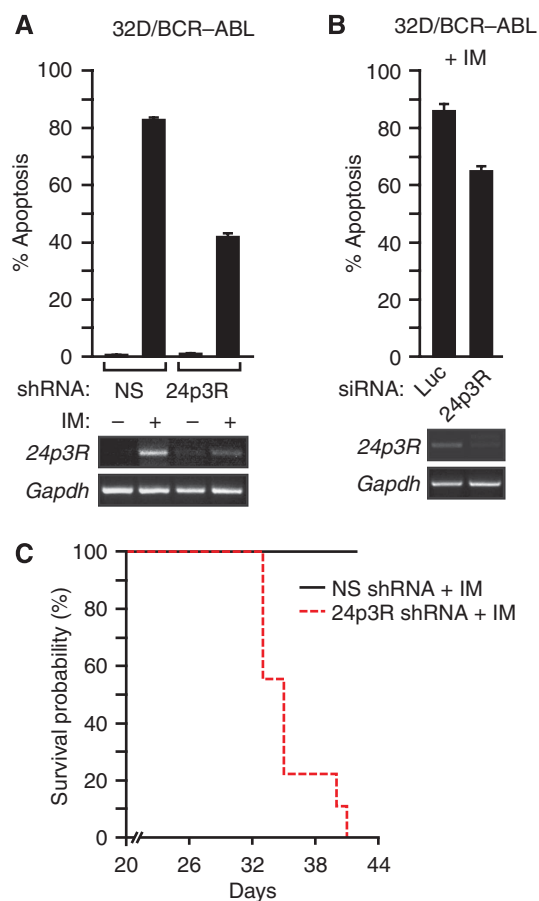 A
32D/BCR–ABL
% Apoptosis
100
80
60
40
20
0
shRNA: NS 24p3R
IM: – + – +
24p3R
Gapdh
B
32D/BCR–ABL
+ IM
% Apoptosis
100
80
60
40
20
0
siRNA: Luc 24p3R
24p3R
Gapdh
C
Survival probability (%)
100
80
60
40
20
0
NS shRNA + IM
24p3R shRNA + IM
20 26 32 38 44
Days